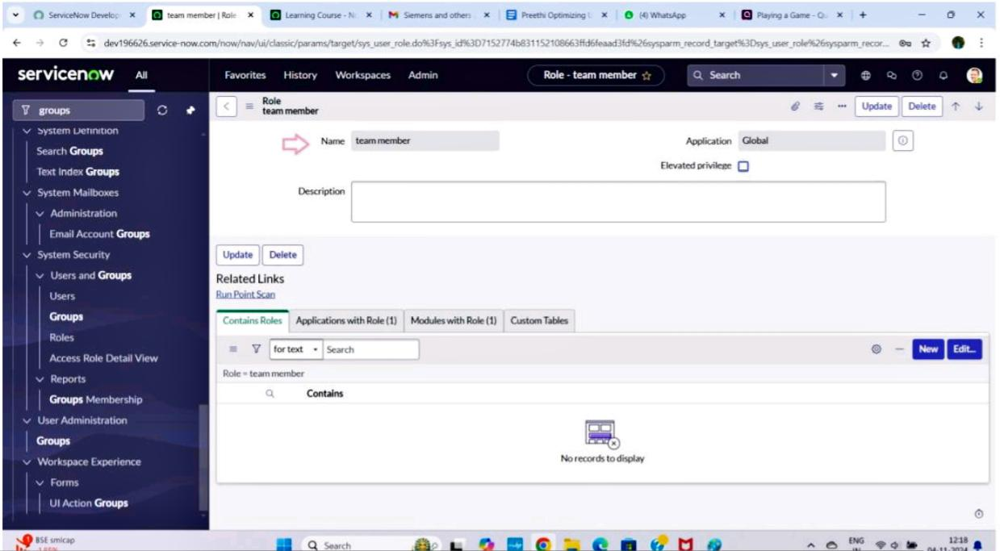 ServiceNow Develop
team member | Role
Learning Course - N
Siemens and others
Preethi Optimizing
(4) WhatsApp
Playing a Game - Qu
dev196626.service-now.com/now/nav/ui/classic/params/target/sys_user_role.do%3Fsys_id%3D7152774b831152108663ffd6feaad3fd%26sysparm_record_target%3Dsys_user_role%26sysparm_recor...
servicenow All Favorites History Workspaces Admin Role - team member Search
groups
Role
team member
Update Delete
System Definition
Search Groups
Text Index Groups
System Mailboxes
Administration
Email Account Groups
System Security
Users and Groups
Users
Groups
Roles
Access Role Detail View
Reports
Groups Membership
User Administration
Groups
Workspace Experience
Forms
UI Action Groups
Name team member
Application Global
Elevated privilege
Description
Update Delete
Related Links
Run Point Scan
Contains Roles Applications with Role (1) Modules with Role (1) Custom Tables
for text Search New Edit...
Role = team member
Contains
No records to display
BSE smlcap
-1.85%
Search
ENG
IN
12:18
04-11-2024